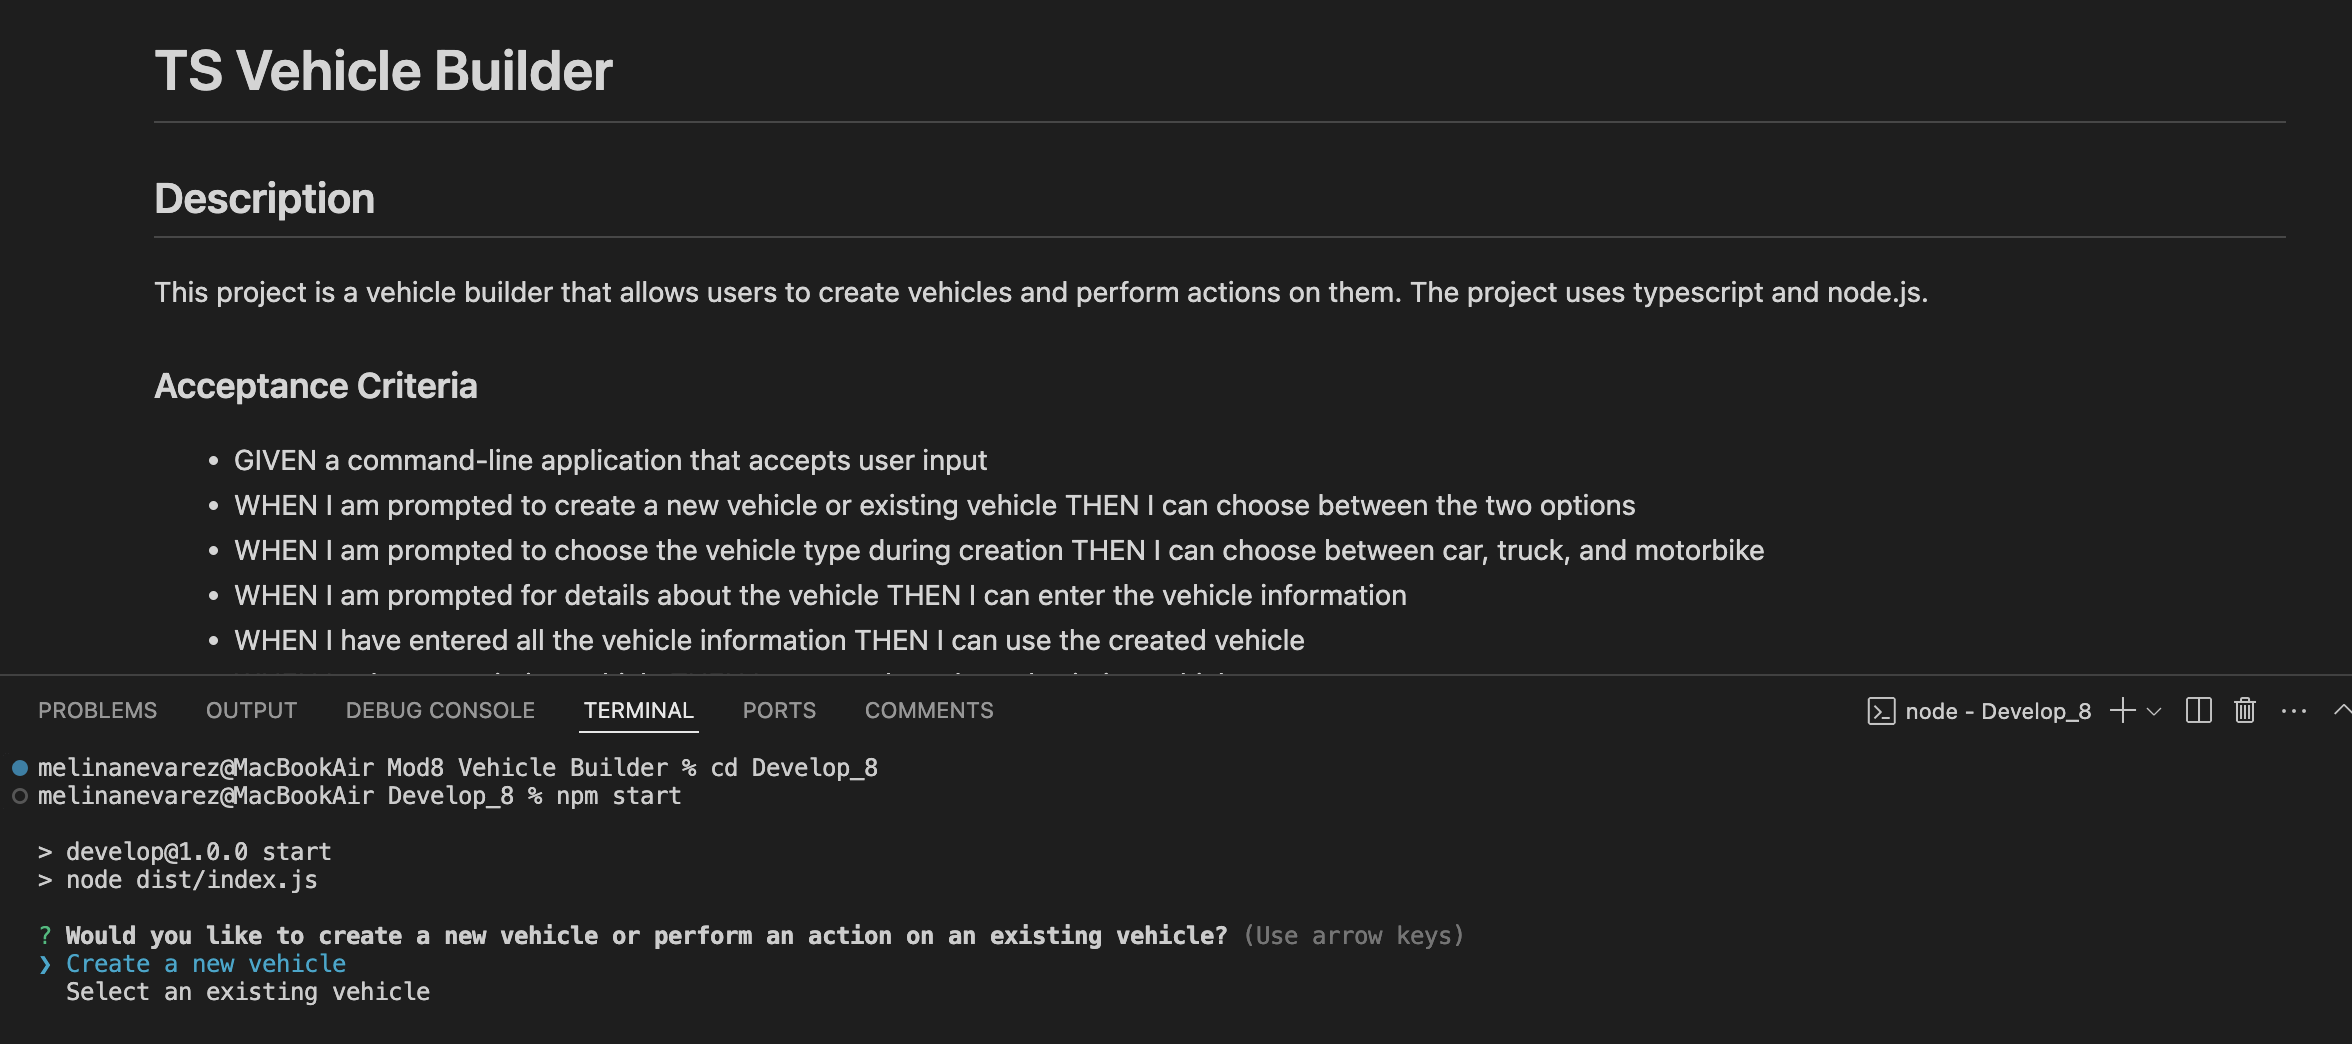 TS Vehicle Builder
Description
This project is a vehicle builder that allows users to create vehicles and perform actions on them. The project uses typescript and node.js.
Acceptance Criteria
• GIVEN a command-line application that accepts user input
• WHEN I am prompted to create a new vehicle or existing vehicle THEN I can choose between the two options
• WHEN I am prompted to choose the vehicle type during creation THEN I can choose between car, truck, and motorbike
• WHEN I am prompted for details about the vehicle THEN I can enter the vehicle information
• WHEN I have entered all the vehicle information THEN I can use the created vehicle
PROBLEMS OUTPUT DEBUG CONSOLE TERMINAL PORTS COMMENTS node - Develop_8
melinanevarez@MacBookAir Mod8 Vehicle Builder % cd Develop_8
melinanevarez@MacBookAir Develop_8 % npm start
> develop@1.0.0 start
> node dist/index.js
? Would you like to create a new vehicle or perform an action on an existing vehicle? (Use arrow keys)
❯ Create a new vehicle
Select an existing vehicle